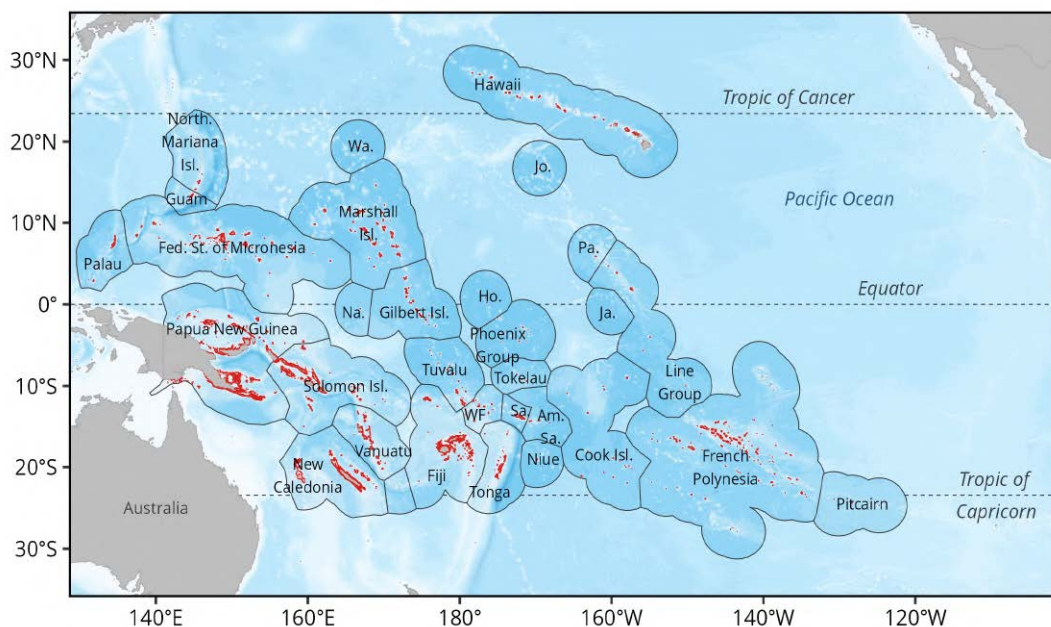 30°N
Hawaii
Tropic of Cancer
North.
20°N
Mariana
Isl.
Wa.
Jo.
Guam
Pacific Ocean
10°N
Marshall
Isl.
Fed. St. of Microhesia
Palau
Pa.
Equator
0°
Na.
Gilbert Isl.
Ho.
Ja.
Papua New Guinea
Phoenix
Group
Tuvalu
Tokelau
Line
Group
10°S
Solomon Isl.
WF
Sa.
Am.
Sa.
Vanuatu
20°S
New
Caledonia
Fiji
Tonga
Niue
Cook Isl.
French
Polynesia
Tropic of
Capricorn
Pitcairn
Australia
30°S
140°E
160°E
180°
160°W
140°W
120°W